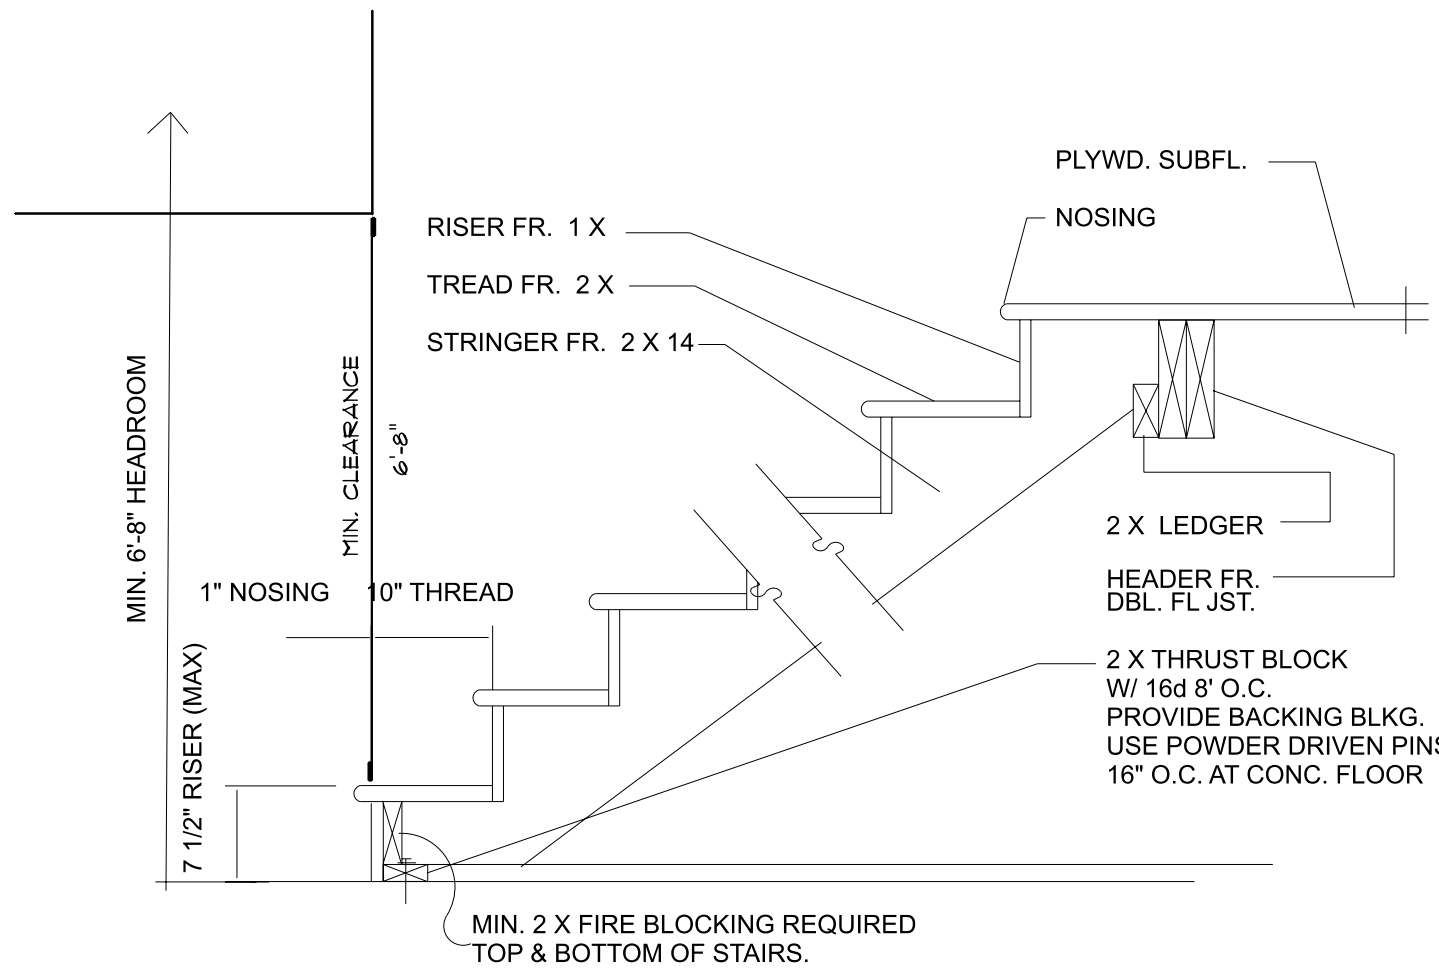 PLYWD. SUBFL.
NOSING
RISER FR. 1 X
TREAD FR. 2 X
STRINGER FR. 2 X 14
MIN. 6'-8" HEADROOM
MIN. CLEARANCE
6'-8"
1" NOSING
10" THREAD
7 1/2" RISER (MAX)
2 X LEDGER
HEADER FR.
DBL. FL JST.
2 X THRUST BLOCK
W/ 16d 8' O.C.
PROVIDE BACKING BLKG.
USE POWDER DRIVEN PINS
16" O.C. AT CONC. FLOOR
MIN. 2 X FIRE BLOCKING REQUIRED
TOP & BOTTOM OF STAIRS.